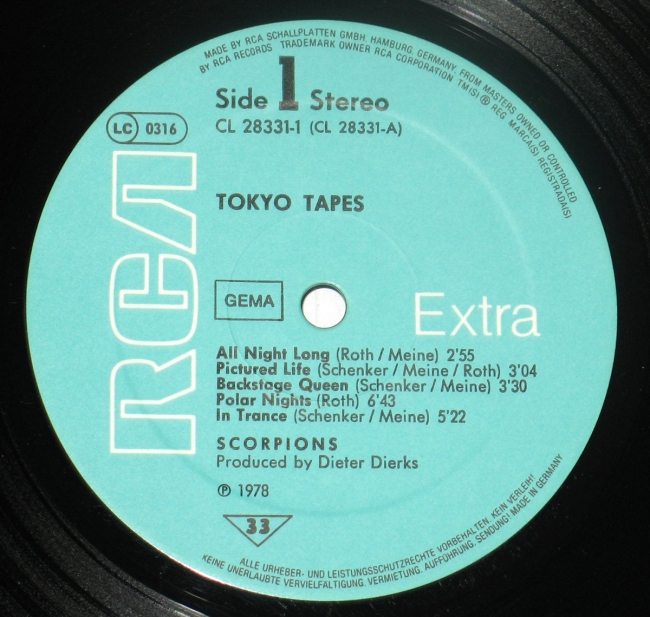 MADE BY RCA SCHALLPLATTEN GMBH. HAMBURG, GERMANY, FROM MASTERS OWNED OR CONTROLLED
BY RCA RECORDS TRADEMARK OWNER RCA CORPORATION TM(S) ® REG MARCA(S) REGISTRADA(S)
Side 1 Stereo
LC 0316
CL 28331-1 (CL 28331-A)
RCA
TOKYO TAPES
GEMA
Extra
All Night Long (Roth / Meine) 2'55
Pictured Life (Schenker / Meine / Roth) 3'04
Backstage Queen (Schenker / Meine) 3'30
Polar Nights (Roth) 6'43
In Trance (Schenker / Meine) 5'22
SCORPIONS
Produced by Dieter Dierks
℗ 1978
33
ALLE URHEBER- UND LEISTUNGSSCHUTZRECHTE VORBEHALTEN. KEIN VERLEIH!
KEINE UNERLAUBTE VERVIELFALTIGUNG. VERMIETUNG. AUFFÜHRUNG. SENDUNG! MADE IN GERMANY